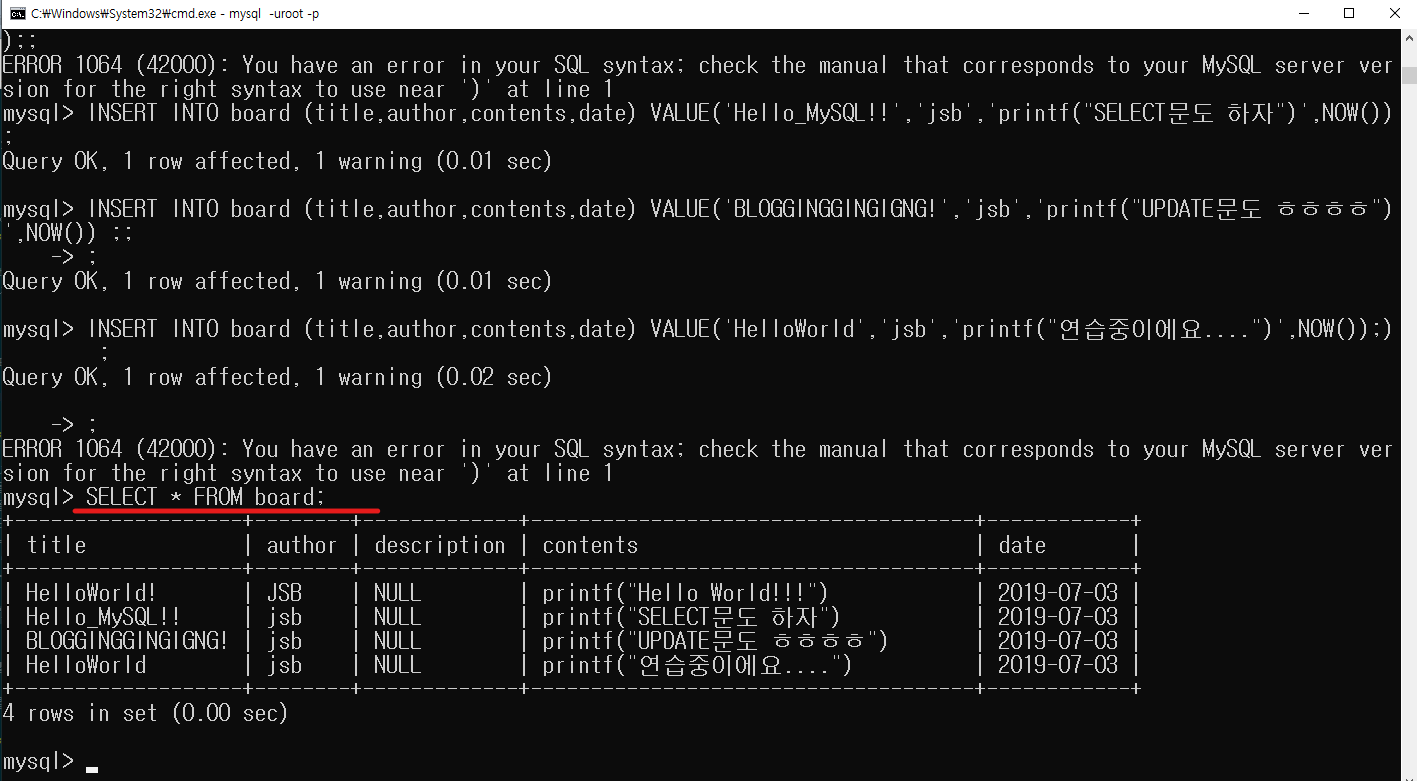 C:₩Windows₩System32₩cmd.exe - mysql  -uroot -p
);;
ERROR 1064 (42000): You have an error in your SQL syntax; check the manual that corresponds to your MySQL server ver
sion for the right syntax to use near ')' at line 1
mysql> INSERT INTO board (title,author,contents,date) VALUE('Hello_MySQL!!','jsb','printf("SELECT문도 하자")',NOW())
;
Query OK, 1 row affected, 1 warning (0.01 sec)
mysql> INSERT INTO board (title,author,contents,date) VALUE('BLOGGINGGINGIGNG!','jsb','printf("UPDATE문도 ㅎㅎㅎㅎ")
',NOW()) ;;
    -> ;
Query OK, 1 row affected, 1 warning (0.01 sec)
mysql> INSERT INTO board (title,author,contents,date) VALUE('HelloWorld','jsb','printf("연습중이에요....")',NOW());)
        ;
Query OK, 1 row affected, 1 warning (0.02 sec)
    -> ;
ERROR 1064 (42000): You have an error in your SQL syntax; check the manual that corresponds to your MySQL server ver
sion for the right syntax to use near ')' at line 1
mysql> SELECT * FROM board;
+-------------------+--------+-------------+-------------------------------------+------------+
| title             | author | description | contents                            | date       |
+-------------------+--------+-------------+-------------------------------------+------------+
| HelloWorld!       | JSB    | NULL        | printf("Hello World!!!")            | 2019-07-03 |
| Hello_MySQL!!     | jsb    | NULL        | printf("SELECT문도 하자")           | 2019-07-03 |
| BLOGGINGGINGIGNG! | jsb    | NULL        | printf("UPDATE문도 ㅎㅎㅎㅎ")       | 2019-07-03 |
| HelloWorld        | jsb    | NULL        | printf("연습중이에요....")          | 2019-07-03 |
+-------------------+--------+-------------+-------------------------------------+------------+
4 rows in set (0.00 sec)
mysql>